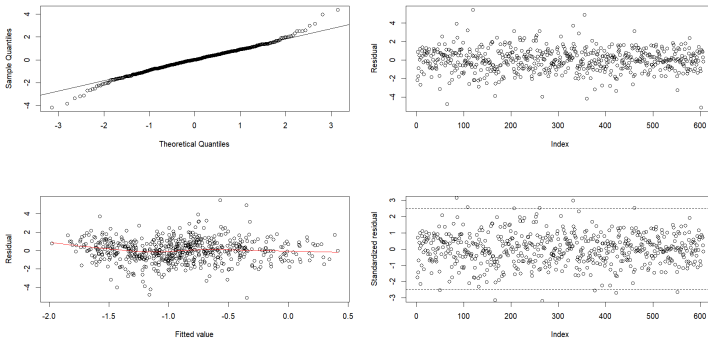 Sample Quantiles
4
2
0
-2
-4
-3 -2 -1 0 1 2 3
Theoretical Quantiles
Residual
4
2
0
-2
-4
0 100 200 300 400 500 600
Index
Residual
4
2
0
-2
-4
-2.0 -1.5 -1.0 -0.5 0.0 0.5
Fitted value
Standardized residual
3
2
1
0
-1
-2
-3
0 100 200 300 400 500 600
Index